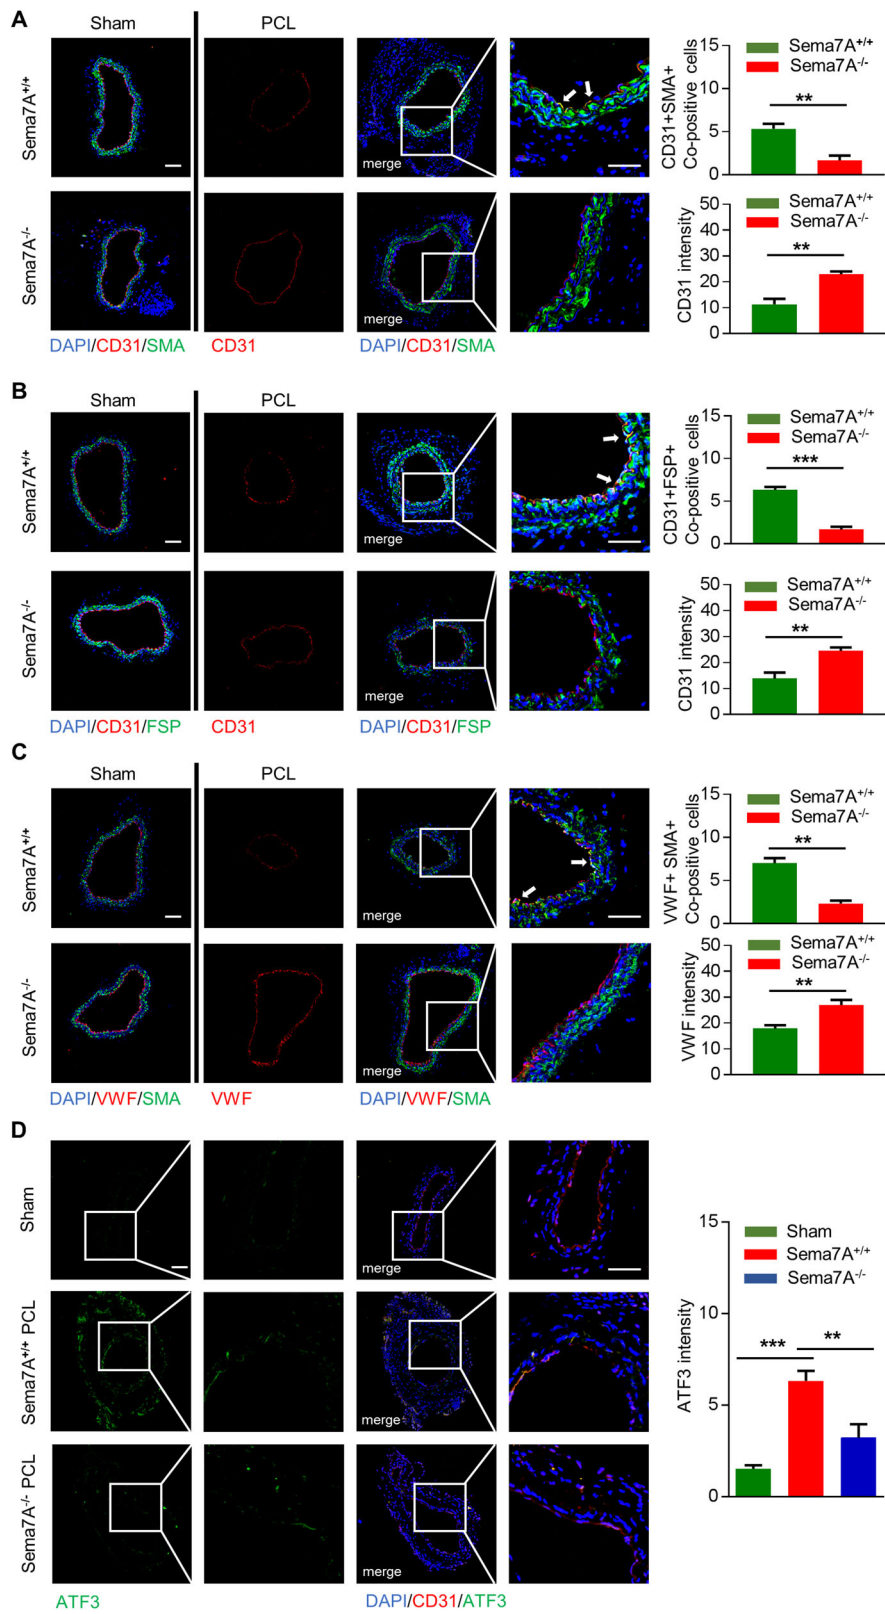 A
Sham
PCL
Sema7A+/+
merge
Sema7A-/-
merge
DAPI/CD31/SMA
CD31
DAPI/CD31/SMA
CD31+SMA+
Co-positive cells
15
10
5
0
Sema7A+/+
Sema7A-/-
**
CD31 intensity
50
40
30
20
10
0
Sema7A+/+
Sema7A-/-
**
B
Sham
PCL
Sema7A+/+
merge
Sema7A-/-
merge
DAPI/CD31/FSP
CD31
DAPI/CD31/FSP
CD31+FSP+
Co-positive cells
15
10
5
0
Sema7A+/+
Sema7A-/-
***
CD31 intensity
50
40
30
20
10
0
Sema7A+/+
Sema7A-/-
**
C
Sham
PCL
Sema7A+/+
merge
Sema7A-/-
merge
DAPI/VWF/SMA
VWF
DAPI/VWF/SMA
VWF+ SMA+
Co-positive cells
15
10
5
0
Sema7A+/+
Sema7A-/-
**
VWF intensity
50
40
30
20
10
0
Sema7A+/+
Sema7A-/-
**
D
Sham
merge
Sema7A+/+ PCL
merge
Sema7A-/- PCL
merge
ATF3
DAPI/CD31/ATF3
ATF3 intensity
15
10
5
0
Sham
Sema7A+/+
Sema7A-/-
***
**